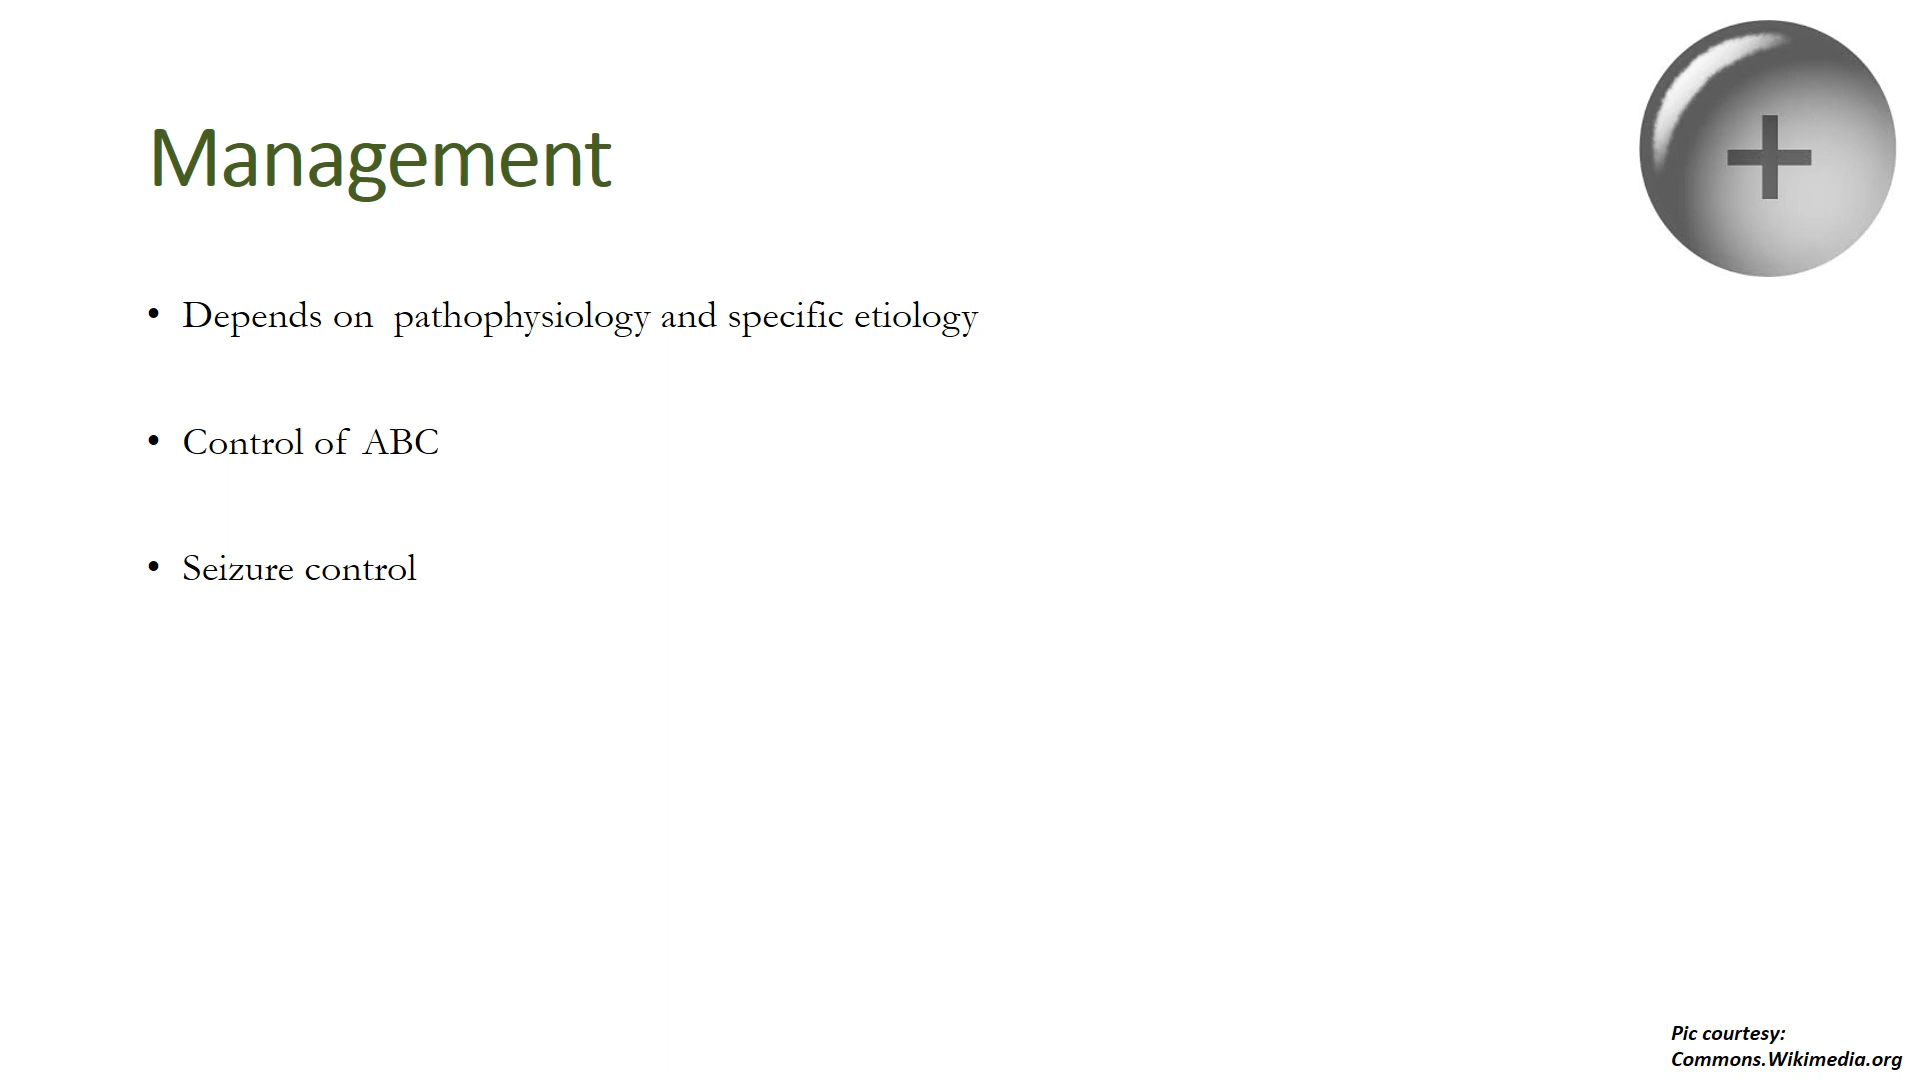 Management
• Depends on  pathophysiology and specific etiology
• Control of ABC
• Seizure control
+
Pic courtesy:
Commons.Wikimedia.org